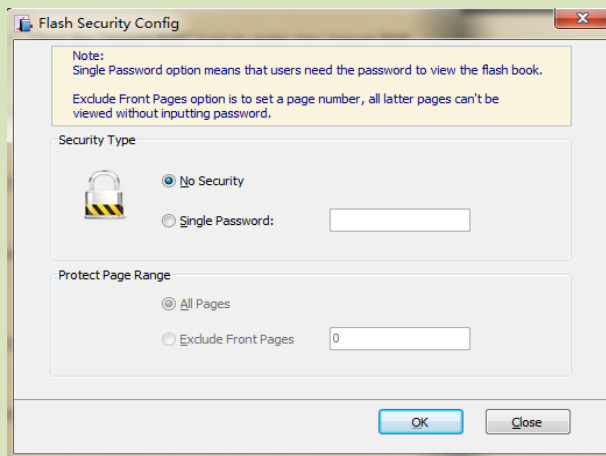 Flash Security Config
Note:
Single Password option means that users need the password to view the flash book.
Exclude Front Pages option is to set a page number, all latter pages can't be
viewed without inputting password.
Security Type
No Security
Single Password:
Protect Page Range
All Pages
Exclude Front Pages
0
OK
Close